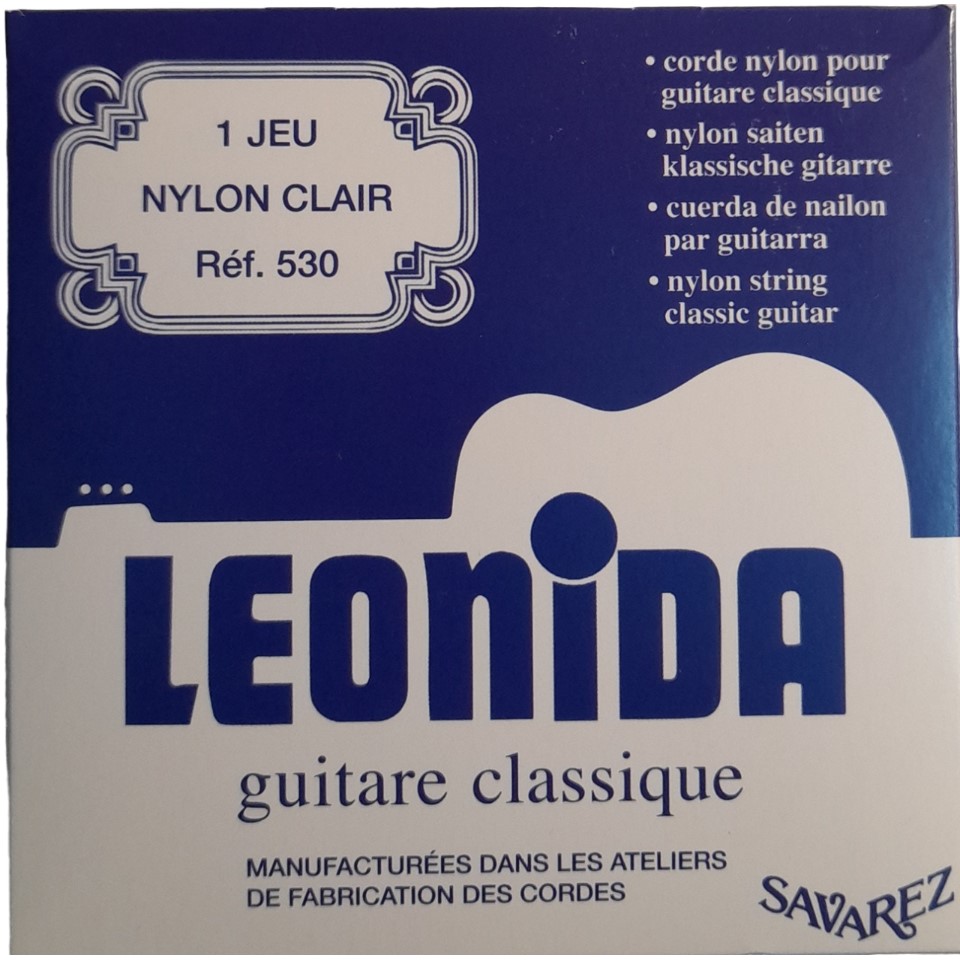 1 JEU
NYLON CLAIR
Réf. 530
• corde nylon pour
guitare classique
• nylon saiten
klassische gitarre
• cuerda de nailon
par guitarra
• nylon string
classic guitar
LEONiDA
guitare classique
MANUFACTURÉES DANS LES ATELIERS
DE FABRICATION DES CORDES
SAVAREZ